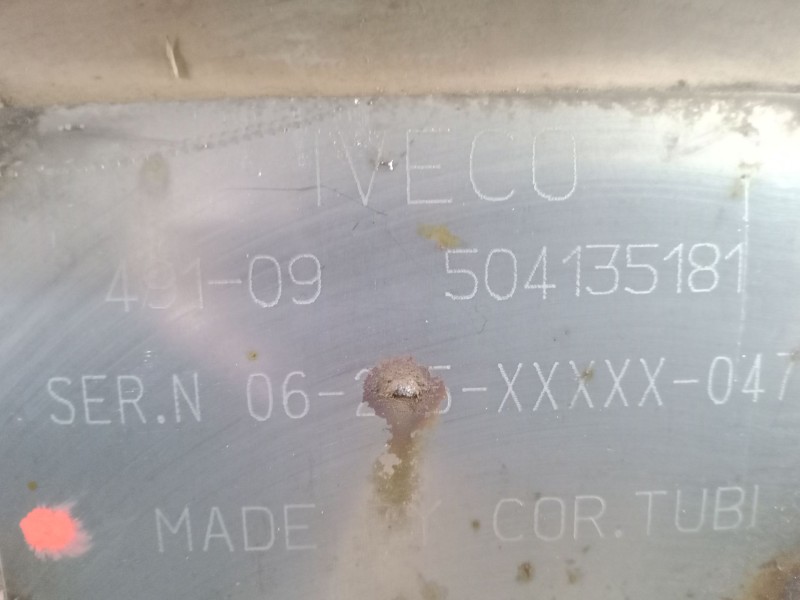 IVECO
491-09 504135181
SER.N 06-2 5-XXXXX-047
MADE Y COR.TUBI